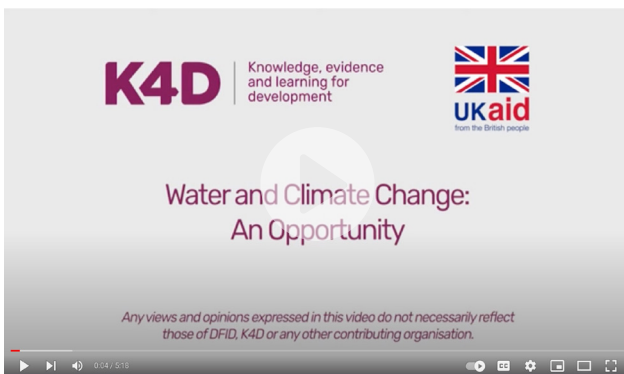 K4D
Knowledge, evidence
and learning for
development
UKaid
from the British people
Water and Climate Change:
An Opportunity
Any views and opinions expressed in this video do not necessarily reflect
those of DFID, K4D or any other contributing organisation.
0:04 / 5:16
CC